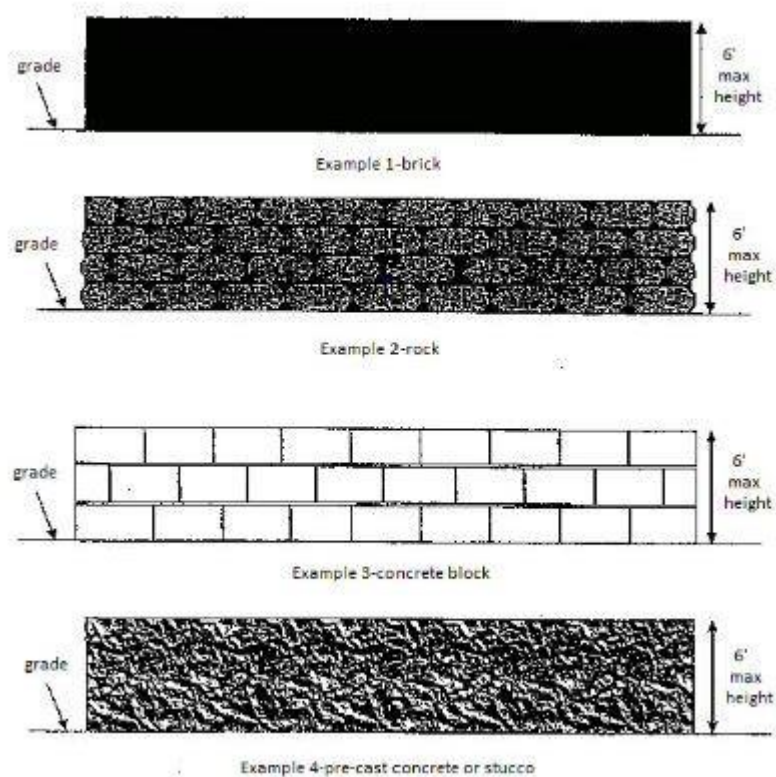 grade
6'
max
height
Example 1-brick
grade
6'
max
height
Example 2-rock
grade
6'
max
height
Example 3-concrete block
grade
6'
max
height
Example 4-pre-cast concrete or stucco